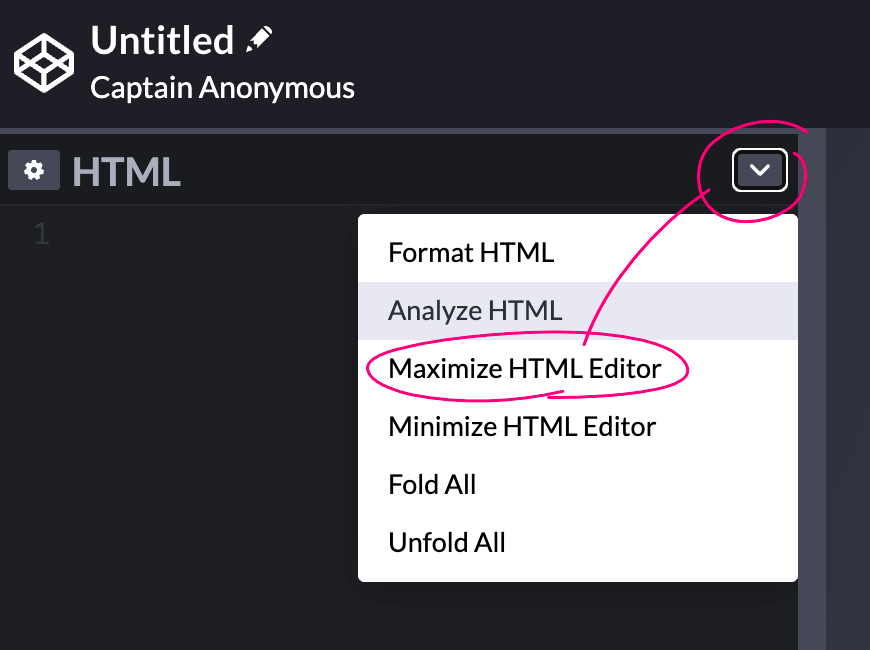 Untitled
Captain Anonymous
HTML
1
Format HTML
Analyze HTML
Maximize HTML Editor
Minimize HTML Editor
Fold All
Unfold All